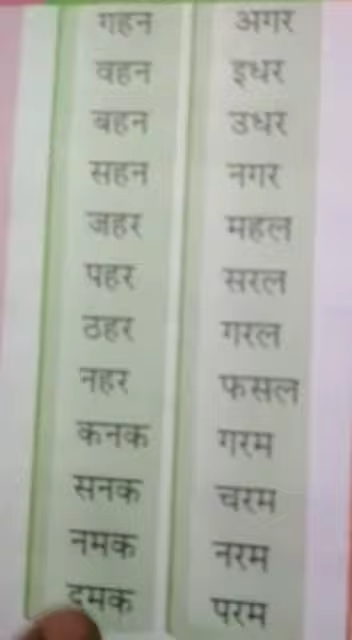 गहन अगर
वहन इधर
बहन उधर
सहन नगर
जहर महल
पहर सरल
ठहर गरल
नहर फसल
कनक गरम
सनक चरम
नमक नरम
दमक परम